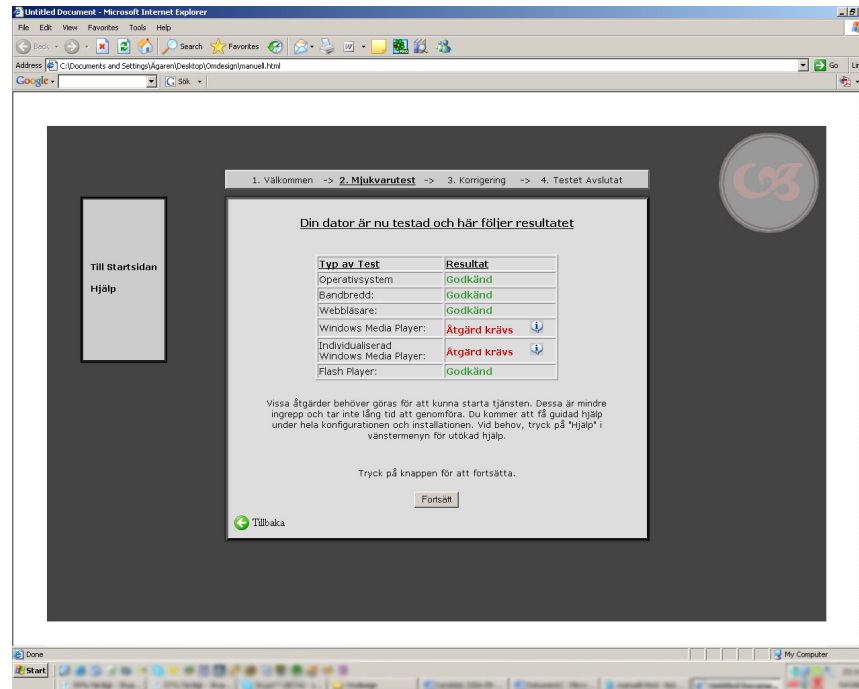 Untitled Document - Microsoft Internet Explorer
File Edit View Favorites Tools Help
Back Search Favorites
Address C:\Documents and Settings\Ägaren\Desktop\Omdesign\manuell.html Go
Google Sök
1. Välkommen -> 2. Mjukvarutest -> 3. Korrigering -> 4. Testet Avslutat
Till Startsidan
Hjälp
Din dator är nu testad och här följer resultatet
Typ av Test Resultat
Operativsystem Godkänd
Bandbredd: Godkänd
Webbläsare: Godkänd
Windows Media Player: Åtgärd krävs
Individualiserad
Windows Media Player: Åtgärd krävs
Flash Player: Godkänd
Vissa åtgärder behöver göras för att kunna starta tjänsten. Dessa är mindre
ingrepp och tar inte lång tid att genomföra. Du kommer att få guidad hjälp
under hela konfigurationen och installationen. Vid behov, tryck på "Hjälp" i
vänstermenyn för utökad hjälp.
Tryck på knappen för att fortsätta.
Fortsätt
Tillbaka
Done My Computer
Start